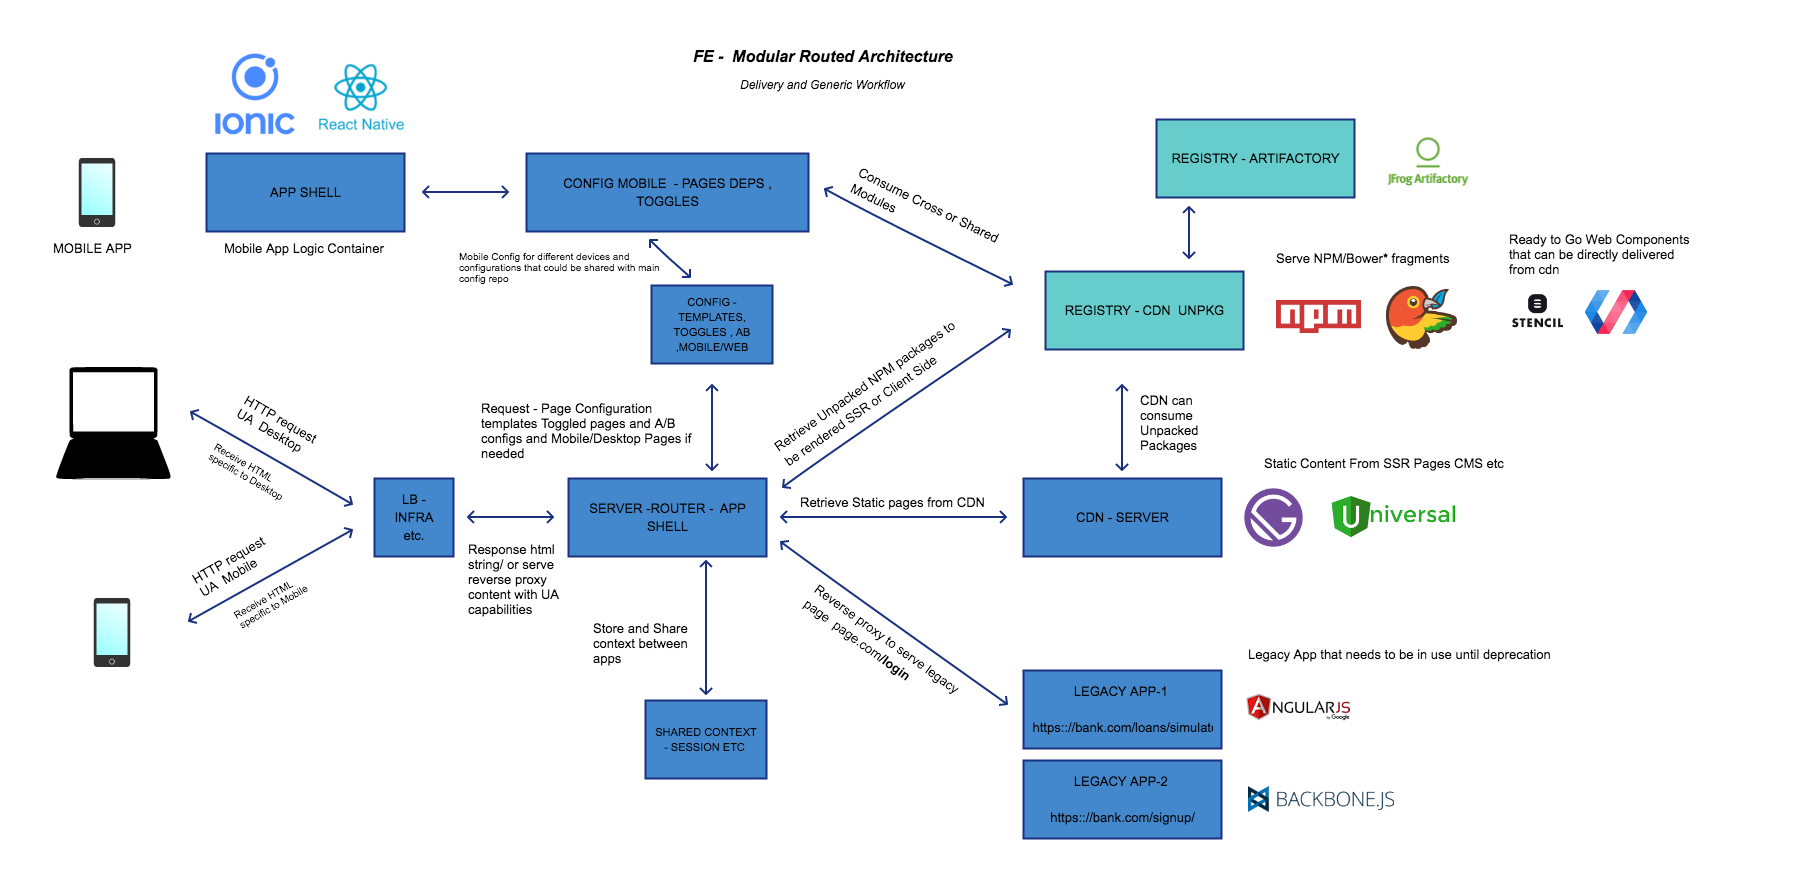 FE -  Modular Routed Architecture
Delivery and Generic Workflow
IONIC
React Native
MOBILE APP
APP SHELL
Mobile App Logic Container
CONFIG MOBILE  - PAGES DEPS ,
TOGGLES
Mobile Config for different devices and
configurations that could be shared with main
config repo
CONFIG -
TEMPLATES,
TOGGLES , AB
,MOBILE/WEB
Consume Cross or Shared
Modules
REGISTRY - ARTIFACTORY
JFrog Artifactory
REGISTRY - CDN  UNPKG
Serve NPM/Bower* fragments
npm
Ready to Go Web Components
that can be directly delivered
from cdn
STENCIL
HTTP request
UA  Desktop
Receive HTML
specific to Desktop
Request - Page Configuration
templates Toggled pages and A/B
configs and Mobile/Desktop Pages if
needed
Retrieve Unpacked NPM packages to
be rendered SSR or Client Side
CDN can
consume
Unpacked
Packages
LB -
INFRA
etc.
SERVER -ROUTER -  APP
SHELL
Retrieve Static pages from CDN
CDN - SERVER
Static Content From SSR Pages CMS etc
Universal
HTTP request
UA  Mobile
Receive HTML
specific to Mobile
Response html
string/ or serve
reverse proxy
content with UA
capabilities
Store and Share
context between
apps
Reverse proxy to serve legacy
page  page.com/login
SHARED CONTEXT
- SESSION ETC
LEGACY APP-1
https:://bank.com/loans/simulate
Legacy App that needs to be in use until deprecation
ANGULARJS
by Google
LEGACY APP-2
https:://bank.com/signup/
BACKBONE.JS